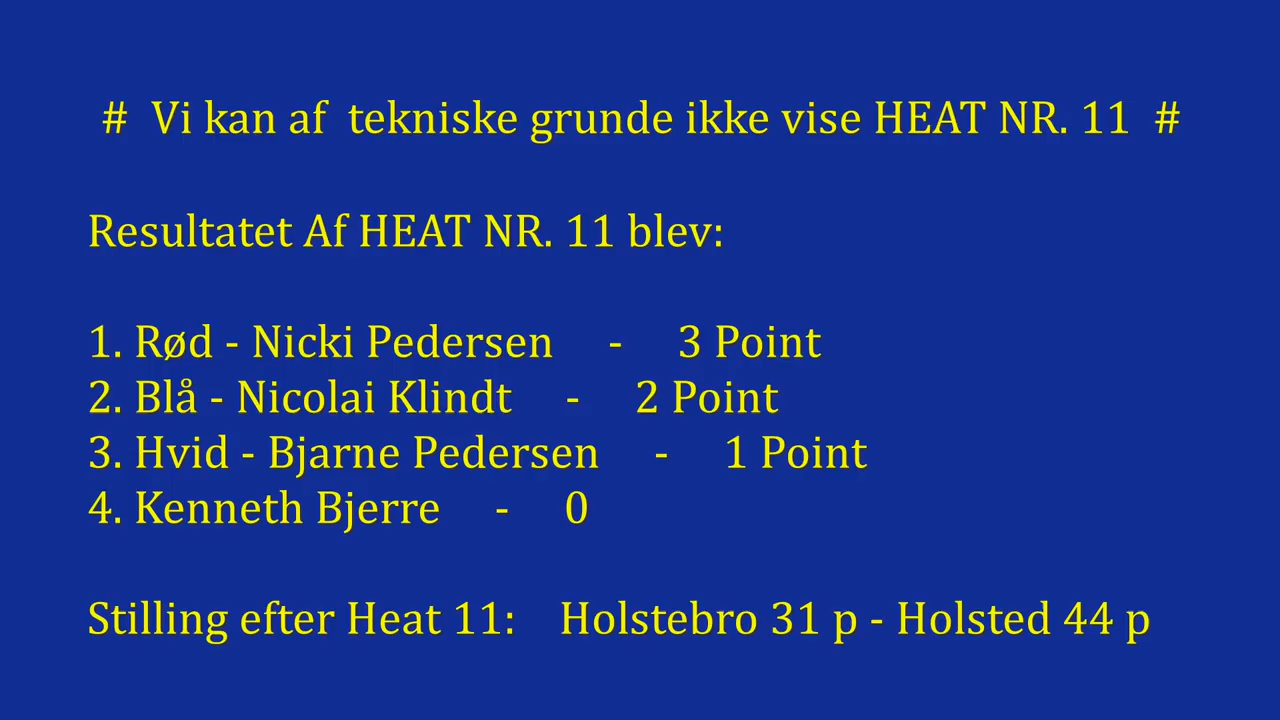 # Vi kan af tekniske grunde ikke vise HEAT NR. 11 #
Resultatet Af HEAT NR. 11 blev:
1. Rød - Nicki Pedersen - 3 Point
2. Blå - Nicolai Klindt - 2 Point
3. Hvid - Bjarne Pedersen - 1 Point
4. Kenneth Bjerre - 0
Stilling efter Heat 11: Holstebro 31 p - Holsted 44 p